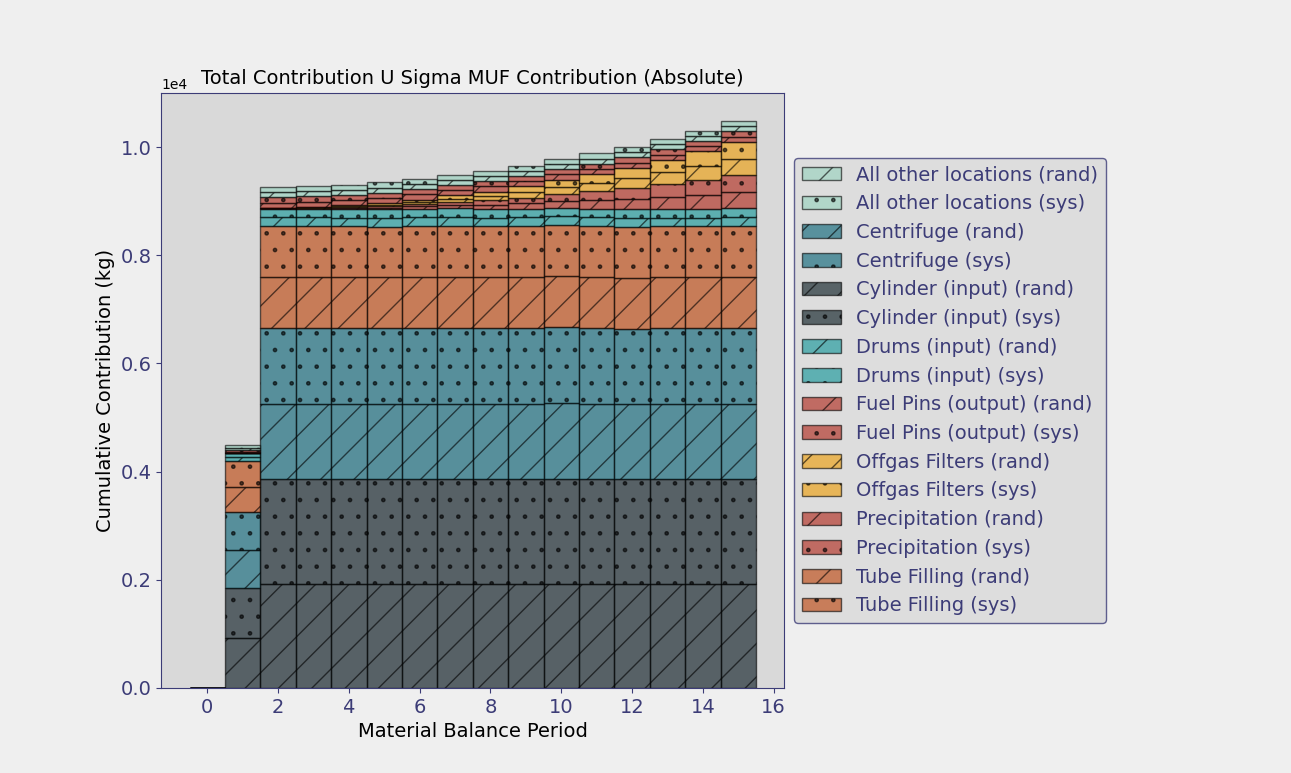 Total Contribution U Sigma MUF Contribution (Absolute)
1e4
1.0
0.8
0.6
0.4
0.2
0.0
Cumulative Contribution (kg)
0 2 4 6 8 10 12 14 16
Material Balance Period
All other locations (rand)
All other locations (sys)
Centrifuge (rand)
Centrifuge (sys)
Cylinder (input) (rand)
Cylinder (input) (sys)
Drums (input) (rand)
Drums (input) (sys)
Fuel Pins (output) (rand)
Fuel Pins (output) (sys)
Offgas Filters (rand)
Offgas Filters (sys)
Precipitation (rand)
Precipitation (sys)
Tube Filling (rand)
Tube Filling (sys)